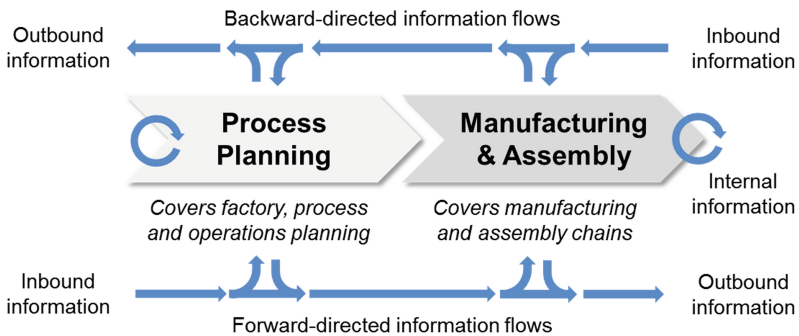 Backward-directed information flows
Outbound
information
Inbound
information
Process
Planning
Manufacturing
& Assembly
Internal
information
Covers factory, process
and operations planning
Covers manufacturing
and assembly chains
Inbound
information
Outbound
information
Forward-directed information flows